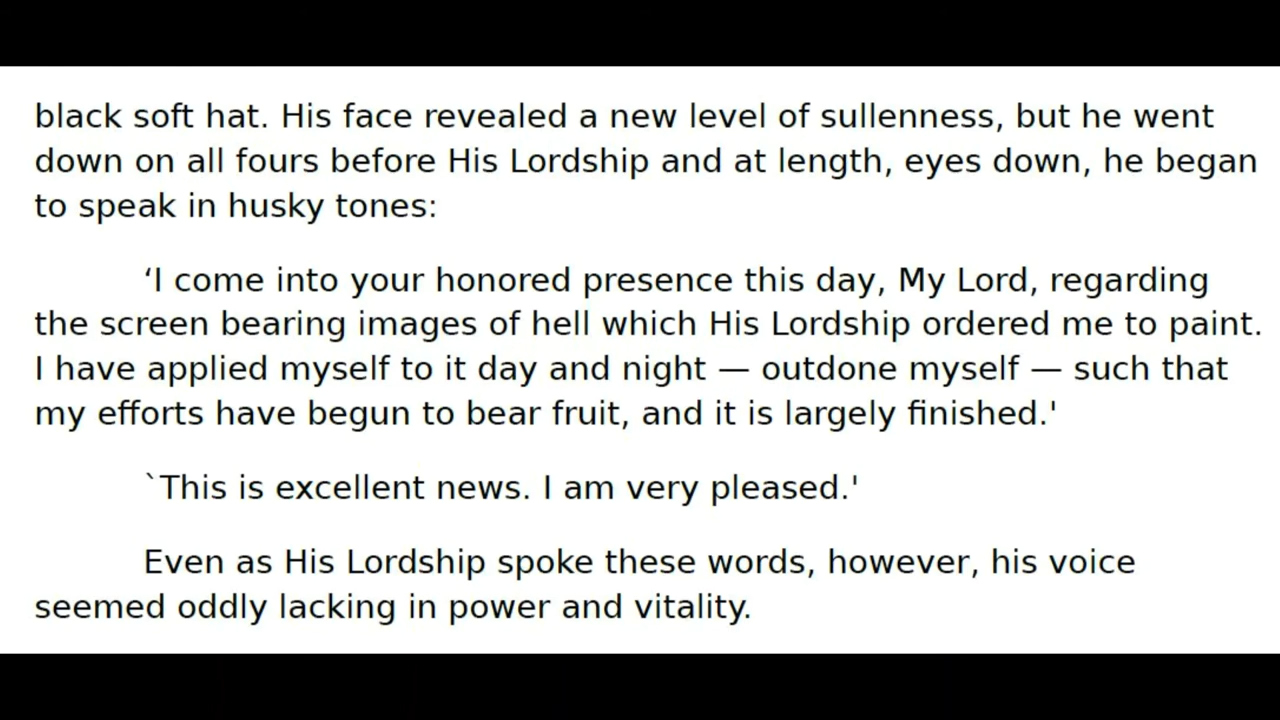 black soft hat. His face revealed a new level of sullenness, but he went
down on all fours before His Lordship and at length, eyes down, he began
to speak in husky tones:
‘I come into your honored presence this day, My Lord, regarding
the screen bearing images of hell which His Lordship ordered me to paint.
I have applied myself to it day and night — outdone myself — such that
my efforts have begun to bear fruit, and it is largely finished.'
`This is excellent news. I am very pleased.'
Even as His Lordship spoke these words, however, his voice
seemed oddly lacking in power and vitality.